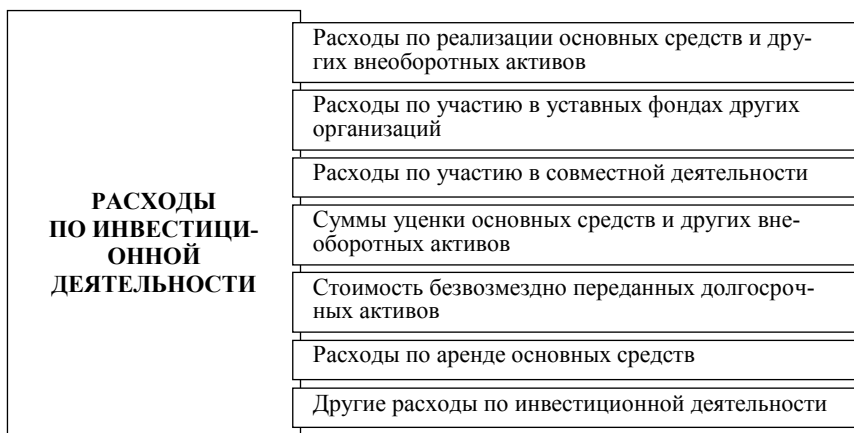 РАСХОДЫ
ПО ИНВЕСТИЦИ-
ОННОЙ
ДЕЯТЕЛЬНОСТИ
Расходы по реализации основных средств и дру-
гих внеоборотных активов
Расходы по участию в уставных фондах других
организаций
Расходы по участию в совместной деятельности
Суммы уценки основных средств и других вне-
оборотных активов
Стоимость безвозмездно переданных долгосроч-
ных активов
Расходы по аренде основных средств
Другие расходы по инвестиционной деятельности